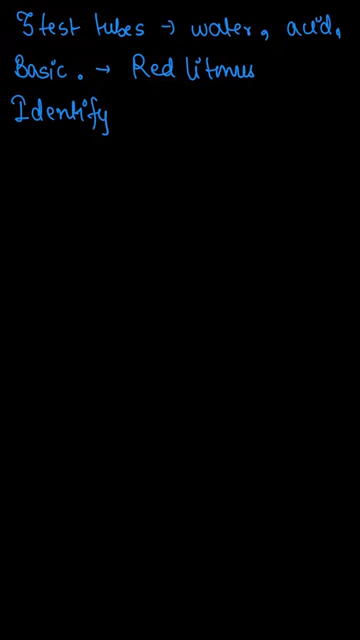 3 test tubes → water, acid,
Basic. → Red litmus
Identify